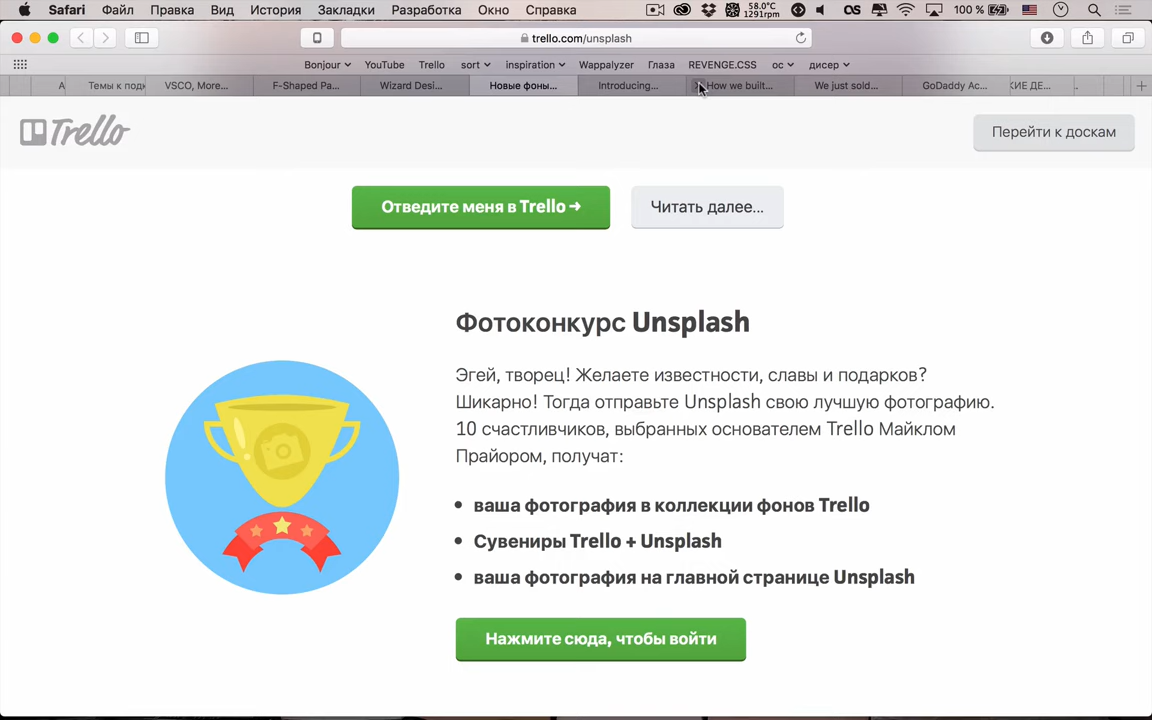 Safari Файл Правка Вид История Закладки Разработка Окно Справка 58.0°C 1291rpm 100 %
trello.com/unsplash
Bonjour YouTube Trello sort inspiration Wappalyzer Глаза REVENGE.CSS ос дисер
А Темы к подк VSCO, More... F-Shaped Pa... Wizard Desi... Новые фоны... Introducing... How we built... We just sold... GoDaddy Ac... КИЕ ДЕ...
Trello Перейти к доскам
Отведите меня в Trello → Читать далее...
Фотоконкурс Unsplash
Эгей, творец! Желаете известности, славы и подарков?
Шикарно! Тогда отправьте Unsplash свою лучшую фотографию.
10 счастливчиков, выбранных основателем Trello Майклом
Прайором, получат:
• ваша фотография в коллекции фонов Trello
• Сувениры Trello + Unsplash
• ваша фотография на главной странице Unsplash
Нажмите сюда, чтобы войти